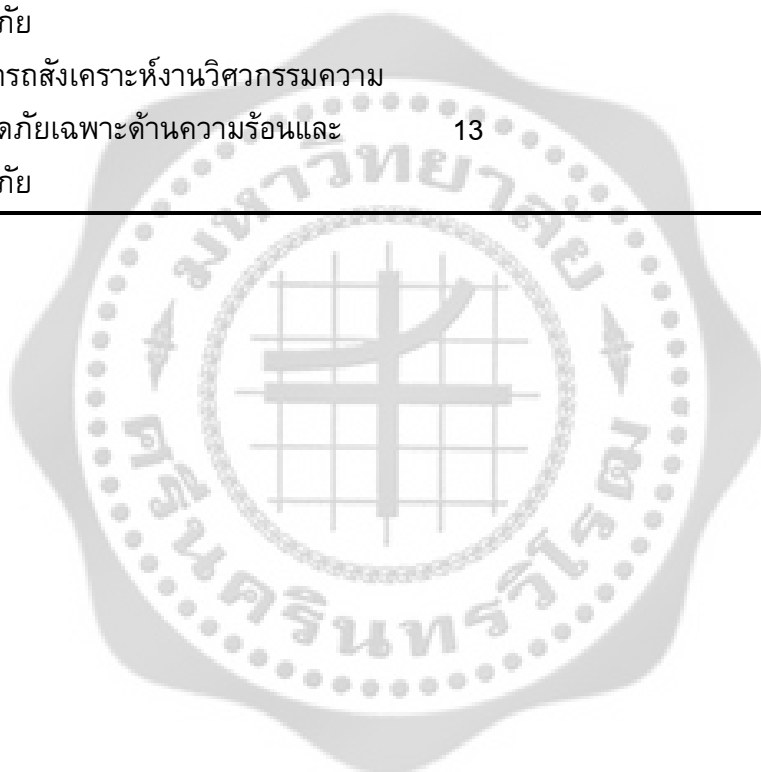 ภัย
ารถสังเคราะห์งานวิศวกรรมความ
ดภัยเฉพาะด้านความร้อนและ 13
ภัย
มหาวิทยาลัย
ศรีนครินทรวิโรฒ